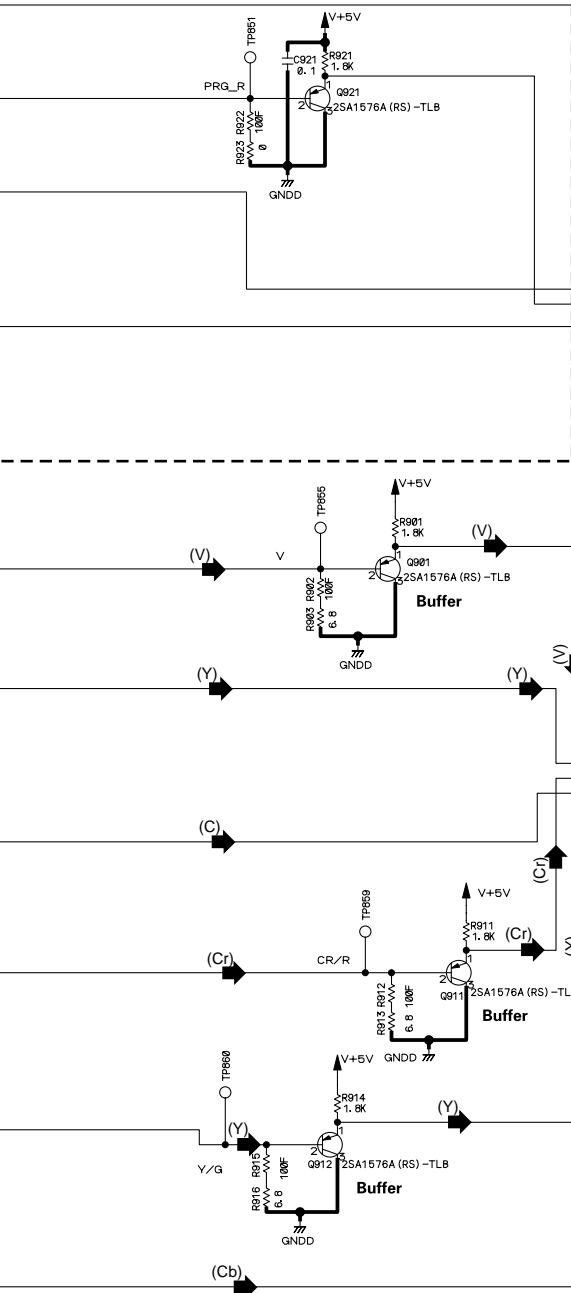 TP851
V+5V
C921
0.1
R921
1.8K
PRG_R
1
Q921
2
3
2SA1576A(RS)-TLB
R922
100F
R923
0
GNDD
TP855
V+5V
R901
1.8K
(V)
(V)
V
1
Q901
2
3
2SA1576A(RS)-TLB
R902
100F
R903
6.8
Buffer
GNDD
(V)
(Y)
(Y)
(C)
(Cr)
TP859
V+5V
R911
1.8K
(Cr)
(Cr)
CR/R
1
2
3
Q911
2SA1576A(RS)-TL
R912
100F
R913
6.8
Buffer
GNDD
TP860
V+5V
R914
1.8K
(Y)
(Y)
Y/G
1
2
3
Q912
2SA1576A(RS)-TLB
R915
100F
R916
6.8
Buffer
GNDD
(Cb)